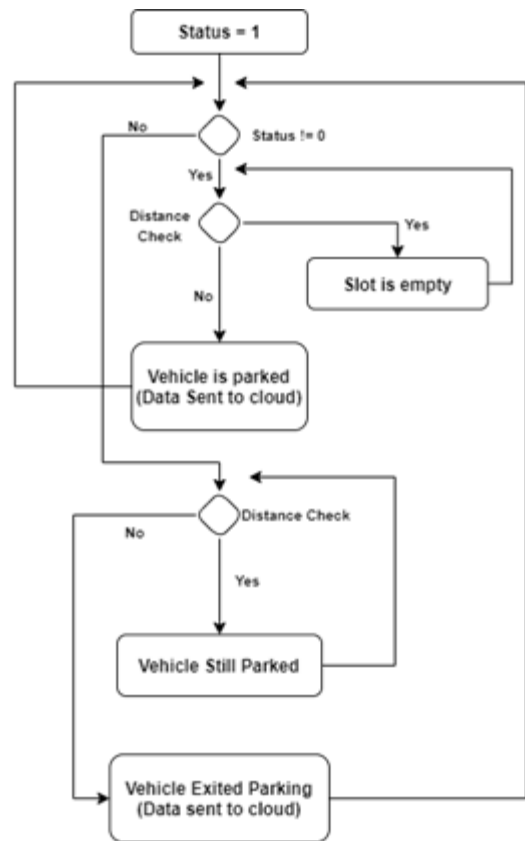 Status = 1
No
Status != 0
Yes
Distance
Check
Yes
Slot is empty
No
Vehicle is parked
(Data Sent to cloud)
Distance Check
No
Yes
Vehicle Still Parked
Vehicle Exited Parking
(Data sent to cloud)